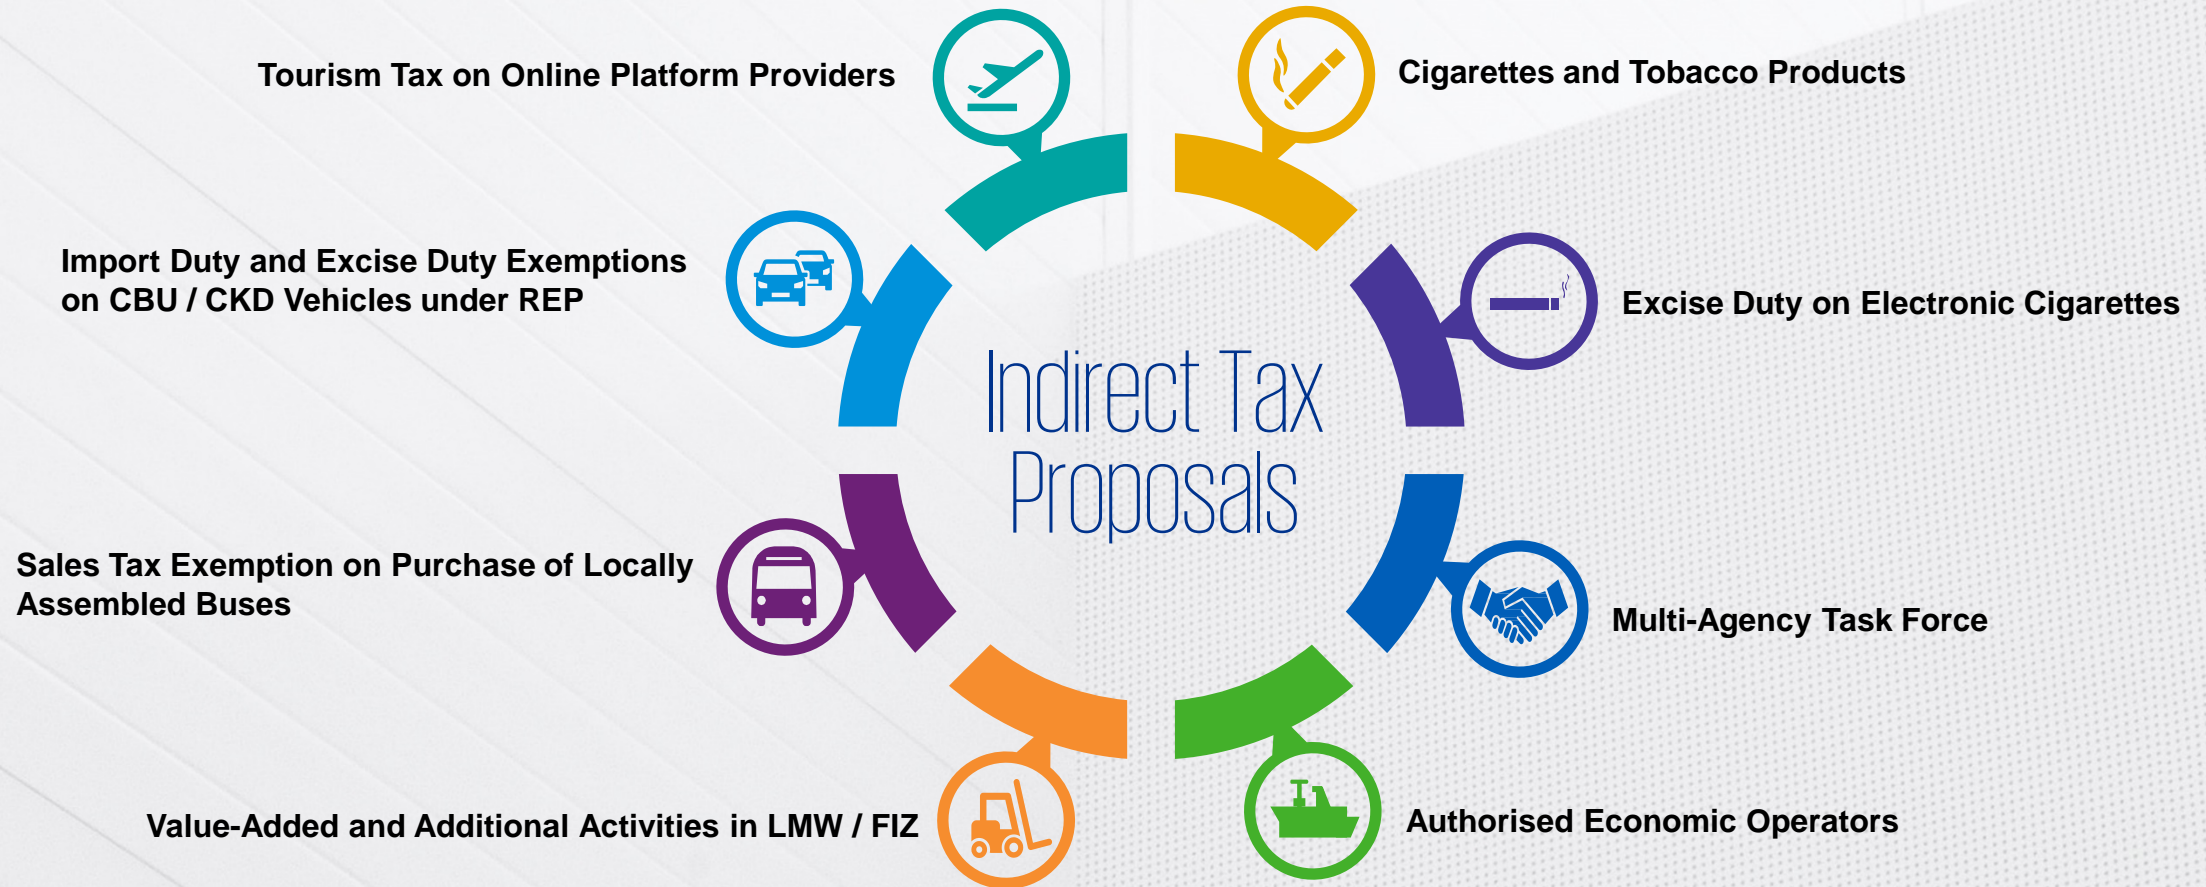 Tourism Tax on Online Platform Providers
Cigarettes and Tobacco Products
Import Duty and Excise Duty Exemptions
on CBU / CKD Vehicles under REP
Excise Duty on Electronic Cigarettes
Indirect Tax
Proposals
Sales Tax Exemption on Purchase of Locally
Assembled Buses
Multi-Agency Task Force
Value-Added and Additional Activities in LMW / FIZ
Authorised Economic Operators